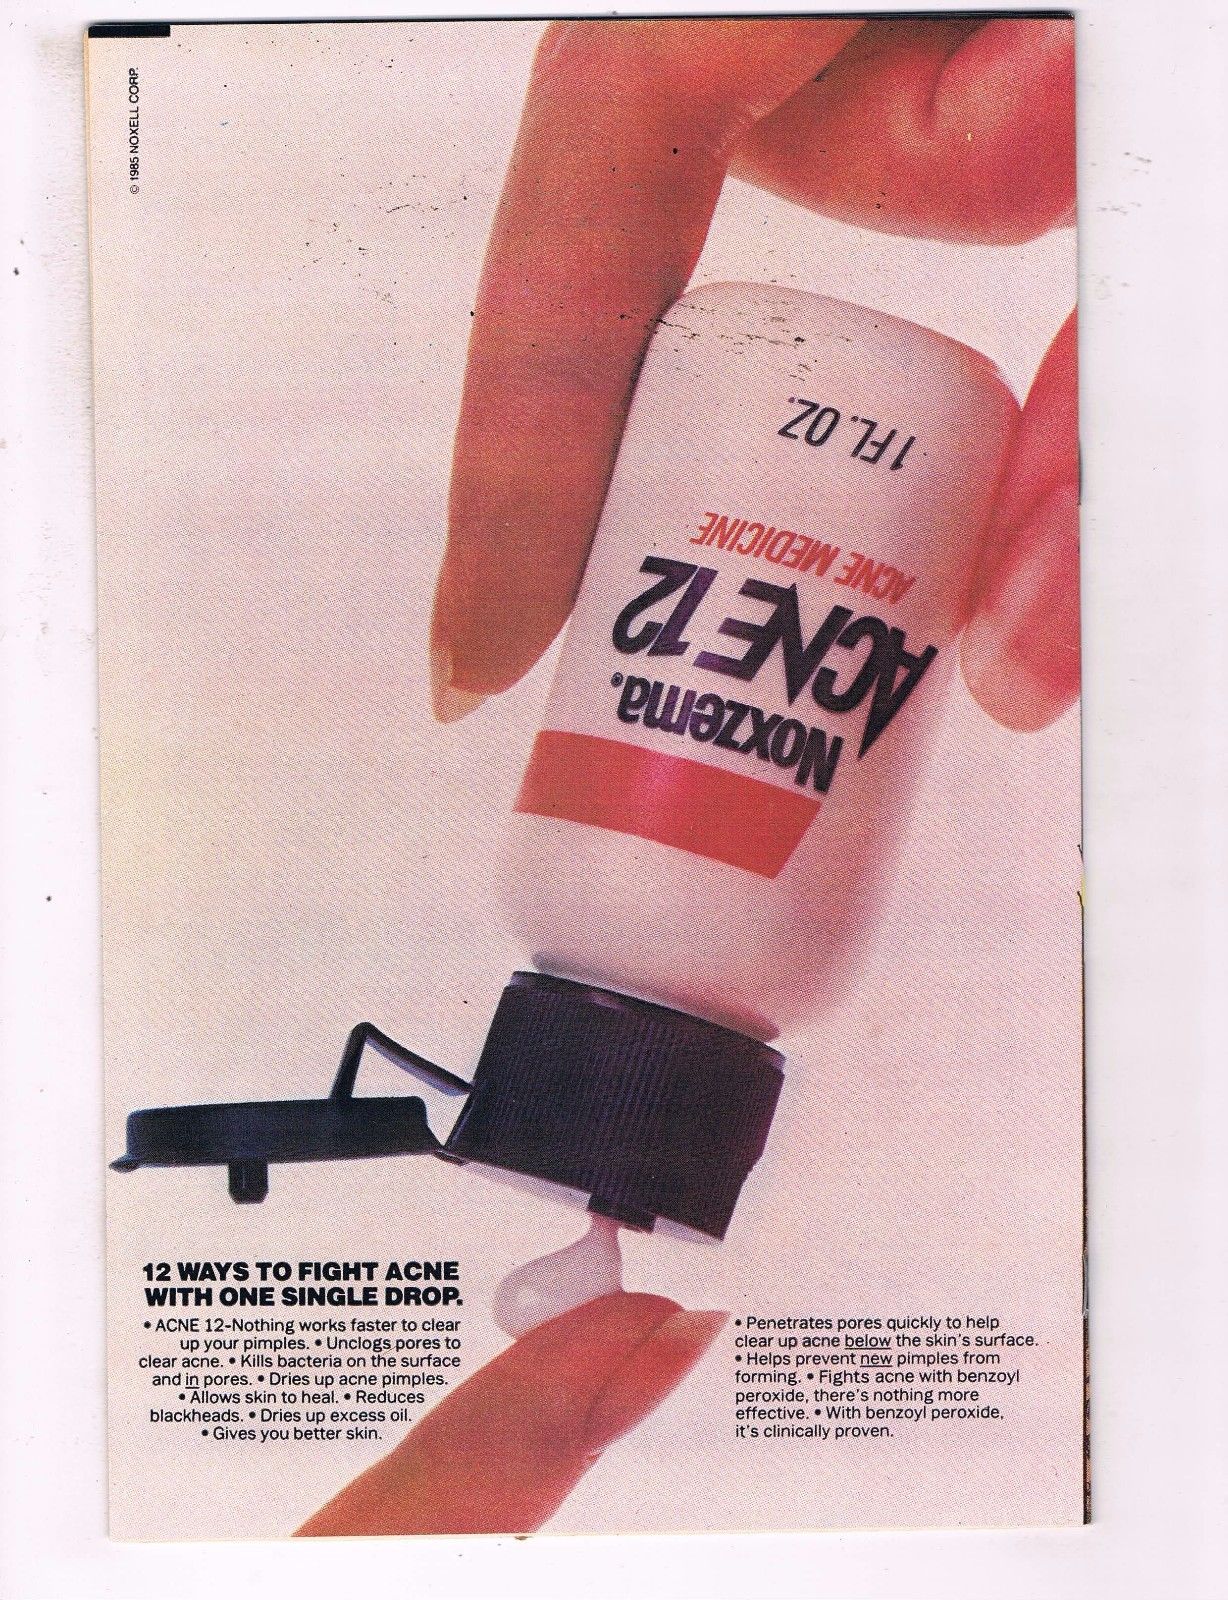 © 1985 NOXELL CORP.
1 FL. OZ.
ACNE MEDICINE
ACNE 12
Noxzema®
12 WAYS TO FIGHT ACNE
WITH ONE SINGLE DROP.
• ACNE 12-Nothing works faster to clear
up your pimples. • Unclogs pores to
clear acne. • Kills bacteria on the surface
and in pores. • Dries up acne pimples.
• Allows skin to heal. • Reduces
blackheads. • Dries up excess oil.
• Gives you better skin.
• Penetrates pores quickly to help
clear up acne below the skin's surface.
• Helps prevent new pimples from
forming. • Fights acne with benzoyl
peroxide, there's nothing more
effective. • With benzoyl peroxide,
it's clinically proven.